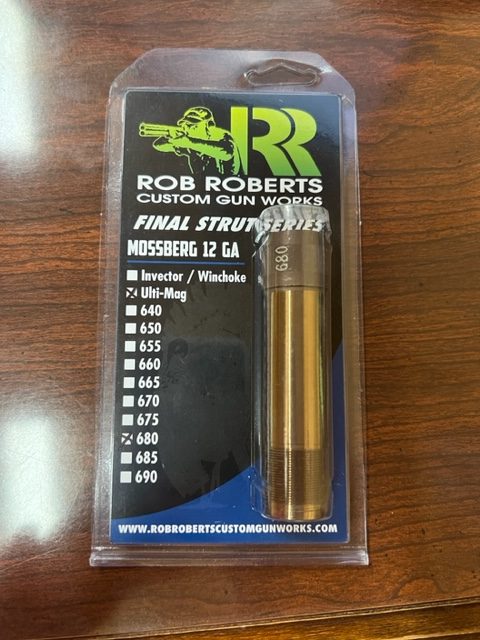 RR
ROB ROBERTS
CUSTOM GUN WORKS
FINAL STRUT SERIES
MOSSBERG 12 GA
Invector / Winchoke
Ulti-Mag
640
650
655
660
665
670
675
680
685
690
680
WWW.ROBROBERTSCUSTOMGUNWORKS.COM